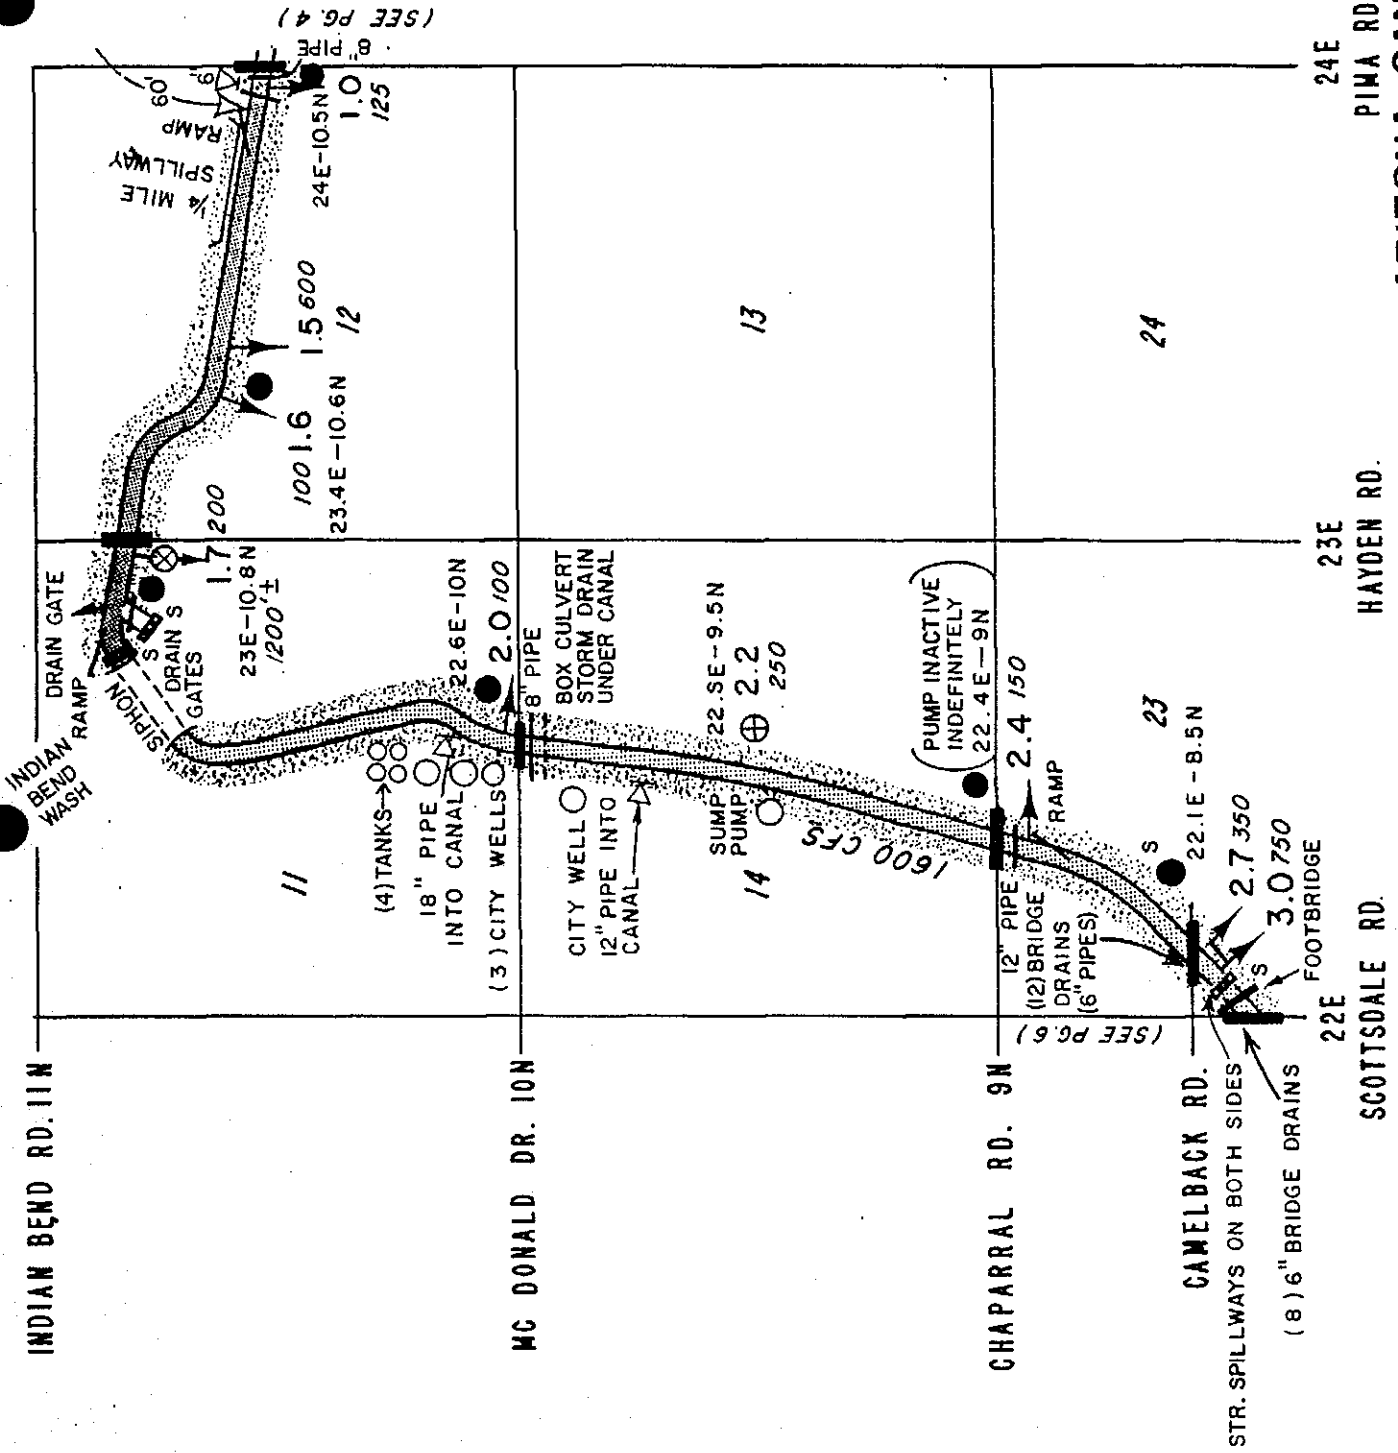 (SEE PG. 4)
8" PIPE
60'
9'
RAMP
SPILLWAY
1/4 MILE
24E-10.5N
1.0
125
1.5 600
12
100 1.6
23.4E-10.6N
1.7 200
23E-10.8N
1200'±
DRAIN GATE
RAMP
S
S
DRAIN
GATES
SIPHON
INDIAN
BEND
WASH
INDIAN BEND RD. 11N
11
(4) TANKS
18" PIPE
INTO CANAL
(3) CITY WELLS
22.6E-10N
2.0 100
8" PIPE
BOX CULVERT
STORM DRAIN
UNDER CANAL
MC DONALD DR. 10N
CITY WELL
12" PIPE INTO
CANAL
SUMP
PUMP
22.5E-9.5N
2.2
250
13
14
1600 CFS
(PUMP INACTIVE
INDEFINITELY)
22.4E-9N
2.4 150
RAMP
CHAPARRAL RD. 9N
12" PIPE
(12) BRIDGE
DRAINS
(6" PIPES)
(SEE PG. 6)
24
23
S
22.1E-8.5N
2.7 350
3.0 750
S
FOOTBRIDGE
CAMELBACK RD.
STR. SPILLWAYS ON BOTH SIDES
(8) 6" BRIDGE DRAINS
22E
SCOTTSDALE RD.
23E
HAYDEN RD.
24E
PIMA RD